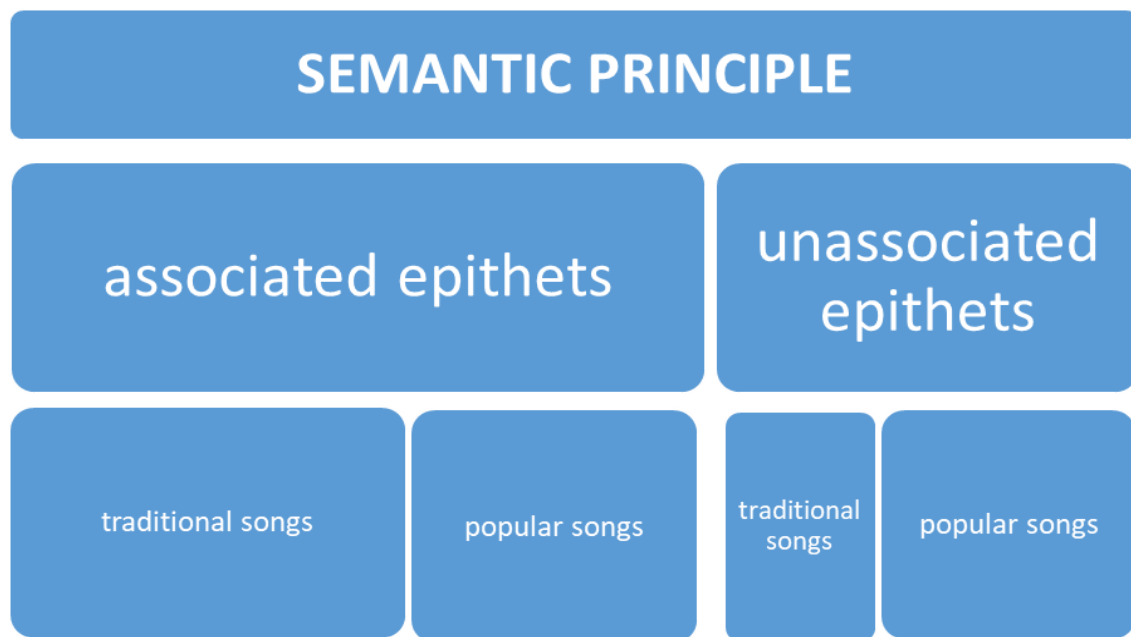 SEMANTIC PRINCIPLE
associated epithets
unassociated
epithets
traditional songs
popular songs
traditional
songs
popular songs